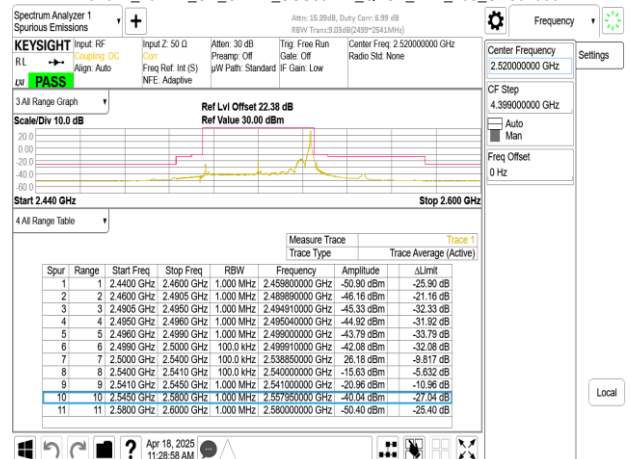 Spectrum Analyzer 1
Spurious Emissions
Attn: 15.39dB, Duty Corr: 6.99 dB
RBW Trans:9.03dB(2499~2541MHz)
Frequency
KEYSIGHT
Input: RF
Input Z: 50 Ω
Atten: 30 dB
Trig: Free Run
Center Freq: 2.520000000 GHz
RL
Coupling: DC
Corr
Preamp: Off
Gate: Off
Radio Std: None
Align: Auto
Freq Ref: Int (S)
µW Path: Standard
IF Gain: Low
LXI
PASS
NFE: Adaptive
Center Frequency
2.520000000 GHz
Settings
CF Step
4.399000000 GHz
Auto
Man
Freq Offset
0 Hz
3 All Range Graph
Ref Lvl Offset 22.38 dB
Scale/Div 10.0 dB
Ref Value 30.00 dBm
20.0
0.00
-20.0
-40.0
-60.0
Start 2.440 GHz
Stop 2.600 GHz
4 All Range Table
Measure Trace Trace 1
Trace Type Trace Average (Active)
Spur Range Start Freq Stop Freq RBW Frequency Amplitude ΔLimit
1 1 2.4400 GHz 2.4600 GHz 1.000 MHz 2.459800000 GHz -50.90 dBm -25.90 dB
2 2 2.4600 GHz 2.4905 GHz 1.000 MHz 2.489890000 GHz -46.16 dBm -21.16 dB
3 3 2.4905 GHz 2.4950 GHz 1.000 MHz 2.494910000 GHz -45.33 dBm -32.33 dB
4 4 2.4950 GHz 2.4960 GHz 1.000 MHz 2.495040000 GHz -44.92 dBm -31.92 dB
5 5 2.4960 GHz 2.4990 GHz 1.000 MHz 2.499000000 GHz -43.79 dBm -33.79 dB
6 6 2.4990 GHz 2.5000 GHz 100.0 kHz 2.499910000 GHz -42.08 dBm -32.08 dB
7 7 2.5000 GHz 2.5400 GHz 100.0 kHz 2.538850000 GHz 26.18 dBm -9.817 dB
8 8 2.5400 GHz 2.5410 GHz 100.0 kHz 2.540000000 GHz -15.63 dBm -5.632 dB
9 9 2.5410 GHz 2.5450 GHz 1.000 MHz 2.541000000 GHz -20.96 dBm -10.96 dB
10 10 2.5450 GHz 2.5800 GHz 1.000 MHz 2.557950000 GHz -40.04 dBm -27.04 dB
11 11 2.5800 GHz 2.6000 GHz 1.000 MHz 2.580000000 GHz -50.40 dBm -25.40 dB
Local
Apr 18, 2025
11:28:58 AM